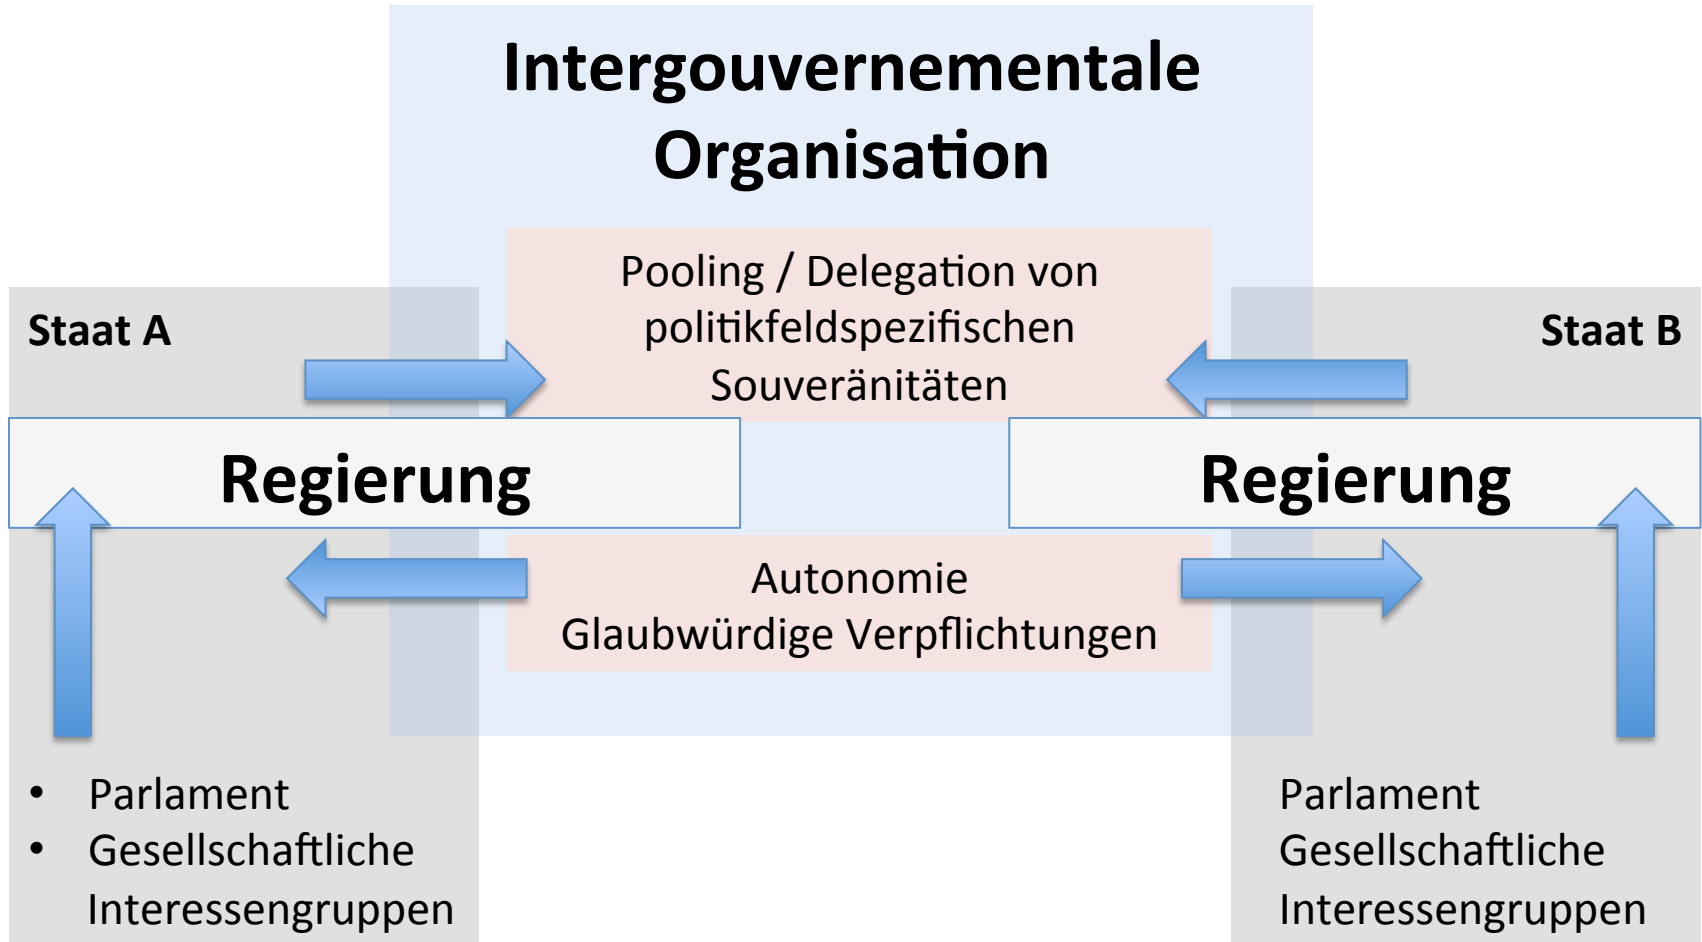 Intergouvernementale
Organisation
Pooling / Delegation von
politikfeldspezifischen
Souveränitäten
Staat A
Staat B
Regierung
Regierung
Autonomie
Glaubwürdige Verpflichtungen
• Parlament
• Gesellschaftliche
Interessengruppen
Parlament
Gesellschaftliche
Interessengruppen